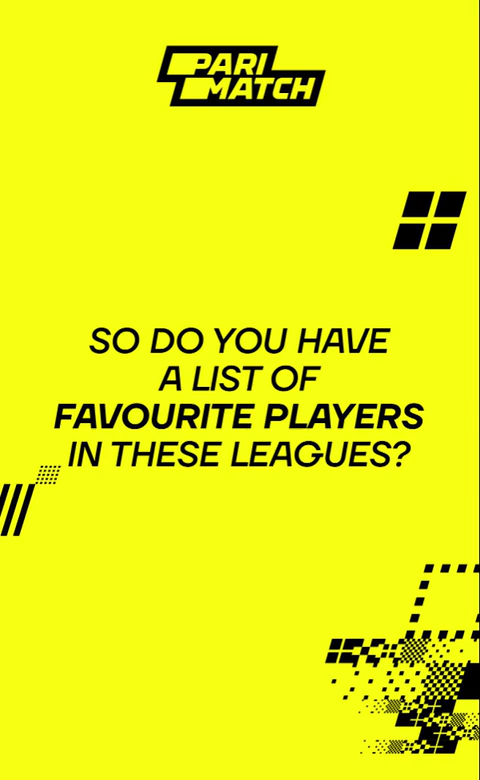 PARI
MATCH
SO DO YOU HAVE
A LIST OF
FAVOURITE PLAYERS
IN THESE LEAGUES?